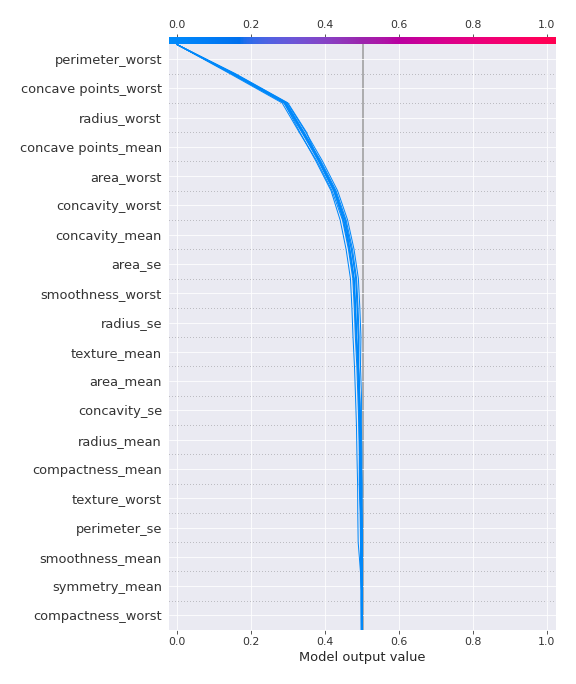 0.0 0.2 0.4 0.6 0.8 1.0
perimeter_worst
concave points_worst
radius_worst
concave points_mean
area_worst
concavity_worst
concavity_mean
area_se
smoothness_worst
radius_se
texture_mean
area_mean
concavity_se
radius_mean
compactness_mean
texture_worst
perimeter_se
smoothness_mean
symmetry_mean
compactness_worst
0.0 0.2 0.4 0.6 0.8 1.0
Model output value